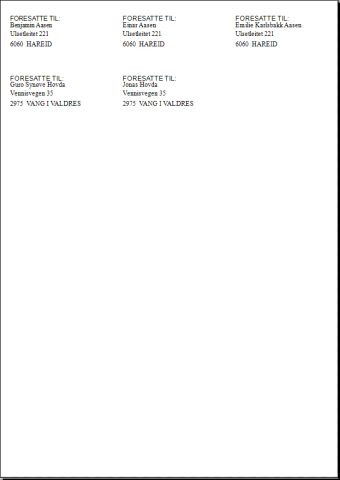 FORESATTE TIL:
Benjamin Aasen
Ulsetleitet 221
6060 HAREID
FORESATTE TIL:
Einar Aasen
Ulsetleitet 221
6060 HAREID
FORESATTE TIL:
Emilie Karlsbakk Aasen
Ulsetleitet 221
6060 HAREID
FORESATTE TIL:
Guro Synøve Hovda
Vennisvegen 35
2975 VANG I VALDRES
FORESATTE TIL:
Jonas Hovda
Vennisvegen 35
2975 VANG I VALDRES